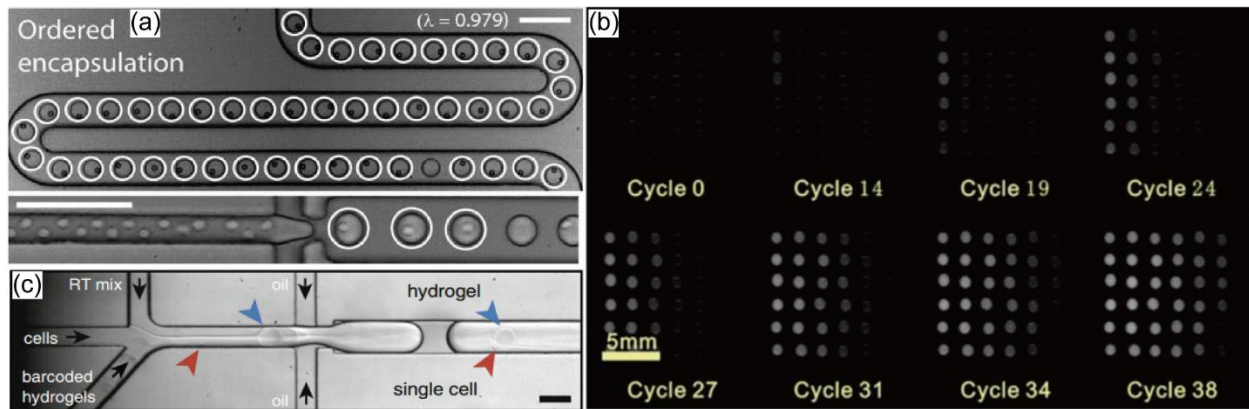 (a)
Ordered
encapsulation
(λ = 0.979)
(b)
Cycle 0
Cycle 14
Cycle 19
Cycle 24
5mm
Cycle 27
Cycle 31
Cycle 34
Cycle 38
(c)
RT mix
oil
hydrogel
cells
barcoded
hydrogels
oil
single cell